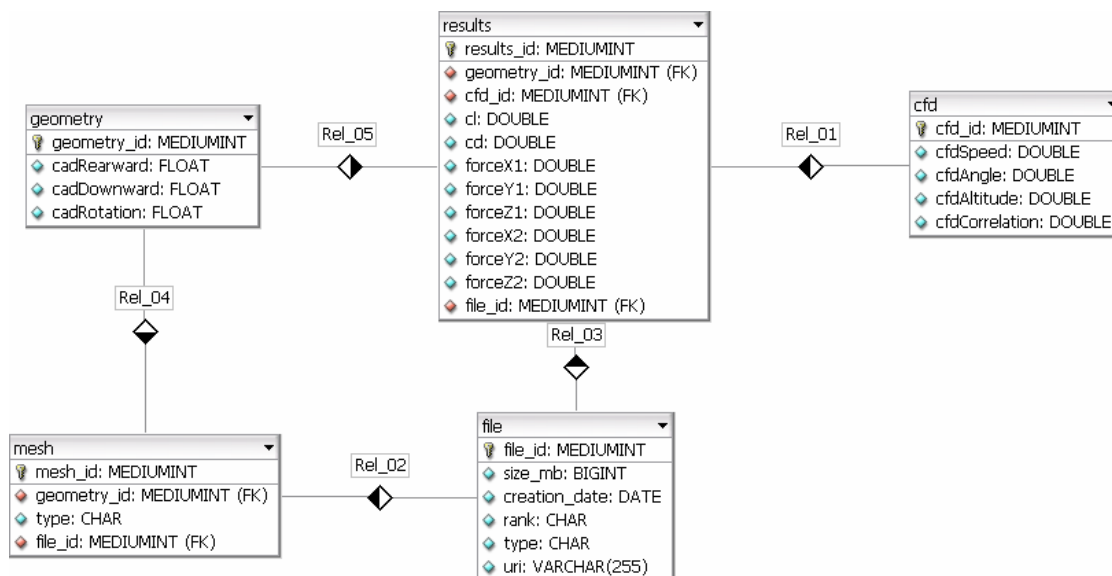 results
results_id: MEDIUMINT
geometry_id: MEDIUMINT (FK)
cfd_id: MEDIUMINT (FK)
cl: DOUBLE
cd: DOUBLE
forceX1: DOUBLE
forceY1: DOUBLE
forceZ1: DOUBLE
forceX2: DOUBLE
forceY2: DOUBLE
forceZ2: DOUBLE
file_id: MEDIUMINT (FK)
geometry
geometry_id: MEDIUMINT
cadRearward: FLOAT
cadDownward: FLOAT
cadRotation: FLOAT
Rel_05
Rel_01
cfd
cfd_id: MEDIUMINT
cfdSpeed: DOUBLE
cfdAngle: DOUBLE
cfdAltitude: DOUBLE
cfdCorrelation: DOUBLE
Rel_04
Rel_03
mesh
mesh_id: MEDIUMINT
geometry_id: MEDIUMINT (FK)
type: CHAR
file_id: MEDIUMINT (FK)
Rel_02
file
file_id: MEDIUMINT
size_mb: BIGINT
creation_date: DATE
rank: CHAR
type: CHAR
uri: VARCHAR(255)